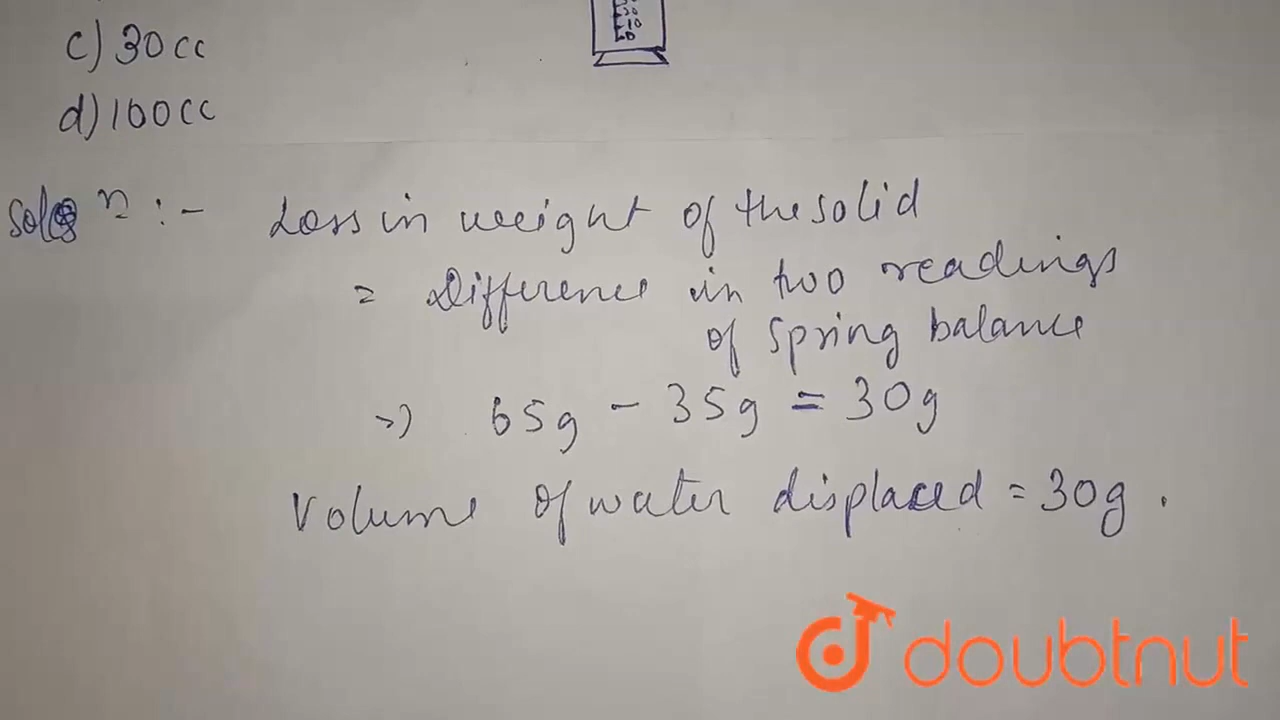 c) 30cc
d) 100cc
Sol n :- Loss in weight of the solid
= Difference in two readings
of spring balance
=> 65g - 35g = 30g
Volume of water displaced = 30g.
doubtnut